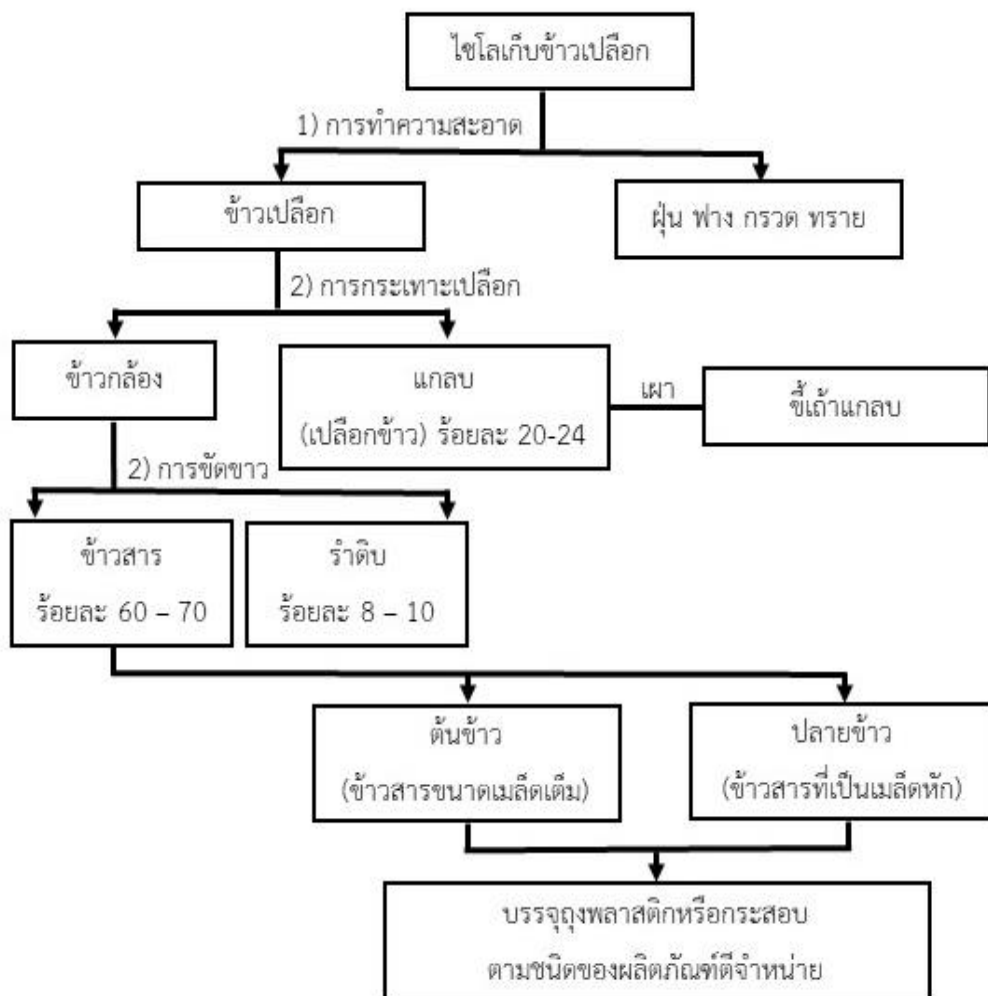 ไซโลเก็บข้าวเปลือก
1) การทำความสะอาด
ข้าวเปลือก
ฝุ่น ฟาง กรวด ทราย
2) การกระเทาะเปลือก
ข้าวกล้อง
แกลบ
(เปลือกข้าว) ร้อยละ 20-24
เผา
ขี้เถ้าแกลบ
2) การขัดขาว
ข้าวสาร
ร้อยละ 60 – 70
รำดิบ
ร้อยละ 8 – 10
ต้นข้าว
(ข้าวสารขนาดเมล็ดเต็ม)
ปลายข้าว
(ข้าวสารที่เป็นเมล็ดหัก)
บรรจุถุงพลาสติกหรือกระสอบ
ตามชนิดของผลิตภัณฑ์ตีจำหน่าย